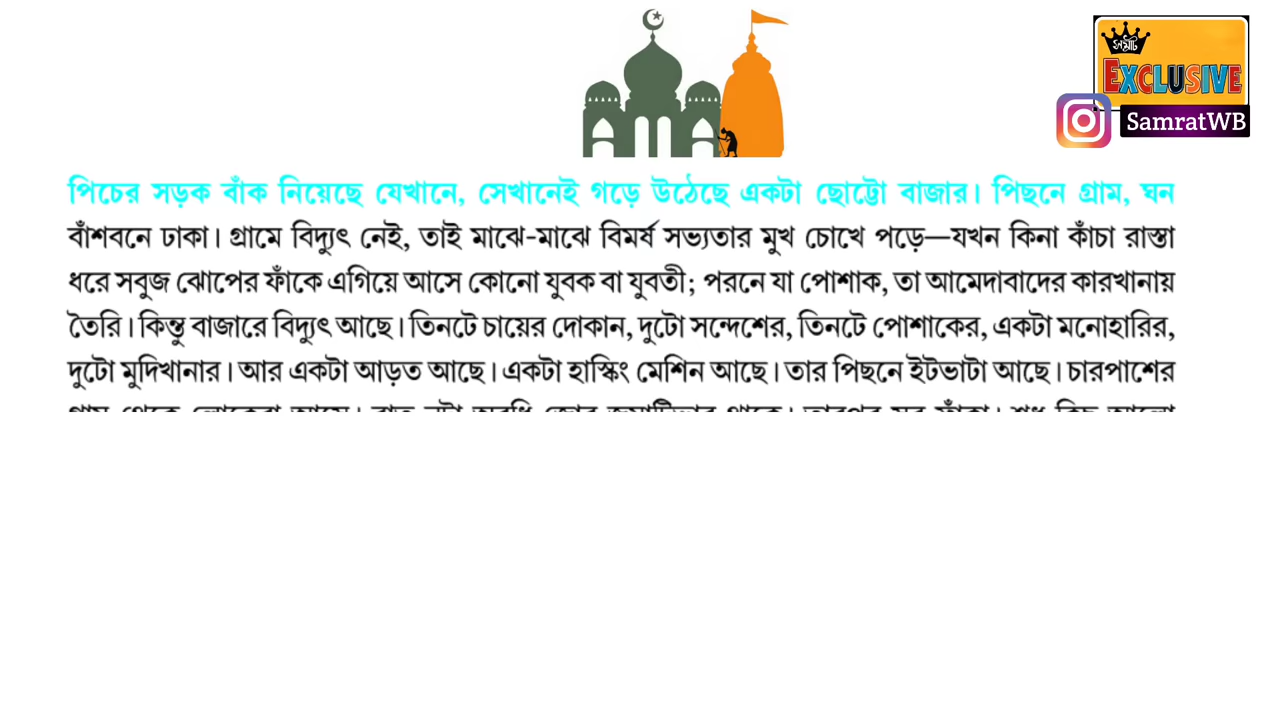 সম্রাট
EXCLUSIVE
SamratWB
পিচের সড়ক বাঁক নিয়েছে যেখানে, সেখানেই গড়ে উঠেছে একটা ছোট্টো বাজার। পিছনে গ্রাম, ঘন
বাঁশবনে ঢাকা। গ্রামে বিদ্যুৎ নেই, তাই মাঝে-মাঝে বিমর্ষ সভ্যতার মুখ চোখে পড়ে—যখন কিনা কাঁচা রাস্তা
ধরে সবুজ ঝোপের ফাঁকে এগিয়ে আসে কোনো যুবক বা যুবতী; পরনে যা পোশাক, তা আমেদাবাদের কারখানায়
তৈরি। কিন্তু বাজারে বিদ্যুৎ আছে। তিনটে চায়ের দোকান, দুটো সন্দেশের, তিনটে পোশাকের, একটা মনোহারির,
দুটো মুদিখানার। আর একটা আড়ত আছে। একটা হাস্কিং মেশিন আছে। তার পিছনে ইটভাটা আছে। চারপাশের